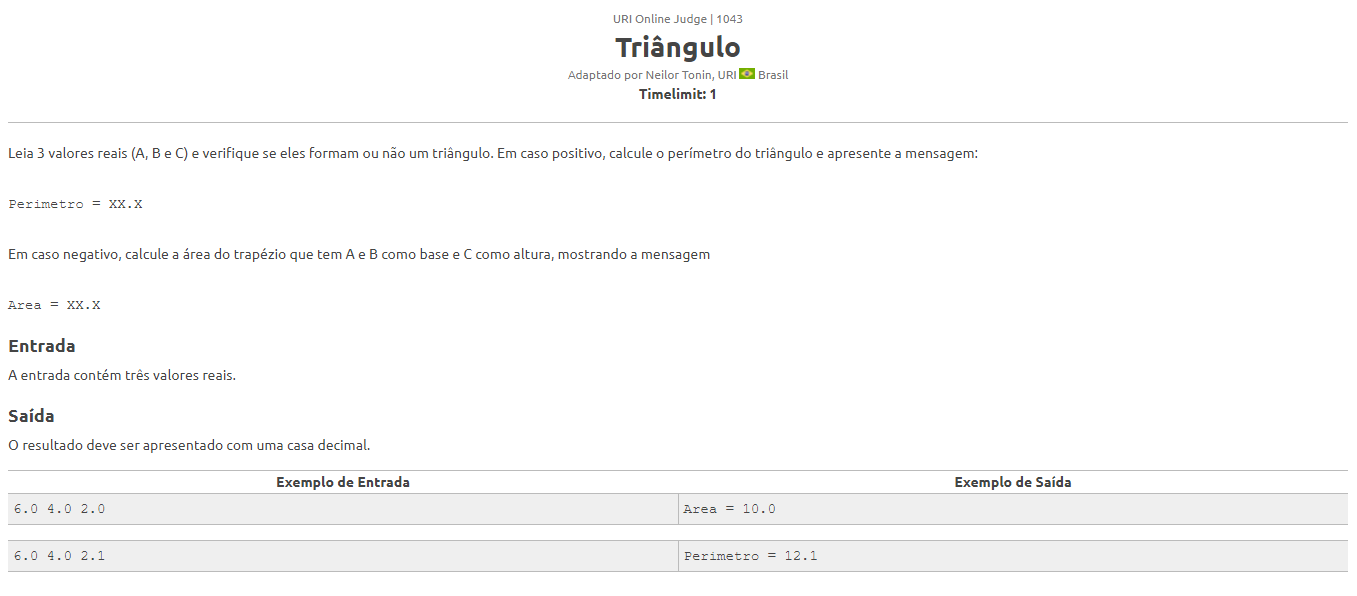 URI Online Judge | 1043
Triângulo
Adaptado por Neilor Tonin, URI Brasil
Timelimit: 1
Leia 3 valores reais (A, B e C) e verifique se eles formam ou não um triângulo. Em caso positivo, calcule o perímetro do triângulo e apresente a mensagem:
Perimetro = XX.X
Em caso negativo, calcule a área do trapézio que tem A e B como base e C como altura, mostrando a mensagem
Area = XX.X
Entrada
A entrada contém três valores reais.
Saída
O resultado deve ser apresentado com uma casa decimal.
Exemplo de Entrada Exemplo de Saída
6.0 4.0 2.0 Area = 10.0
6.0 4.0 2.1 Perimetro = 12.1